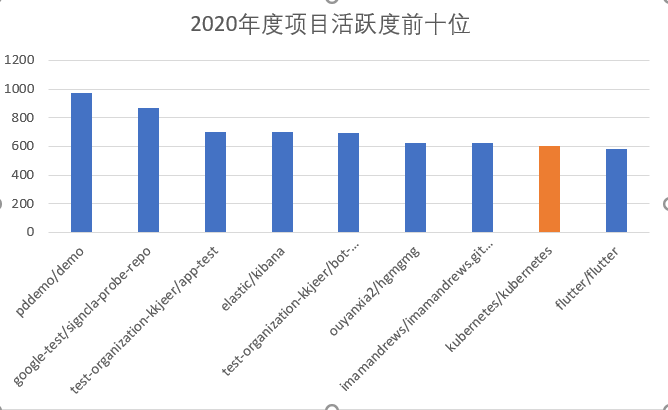 2020年度项目活跃度前十位
1200
1000
800
600
400
200
0
pddemo/demo
google-test/signcla-probe-repo
test-organization-kkjeer/app-test
elastic/kibana
test-organization-kkjeer/bot-...
ouyanxia2/hgmgmg
imamandrews/imamandrews.git...
kubernetes/kubernetes
flutter/flutter